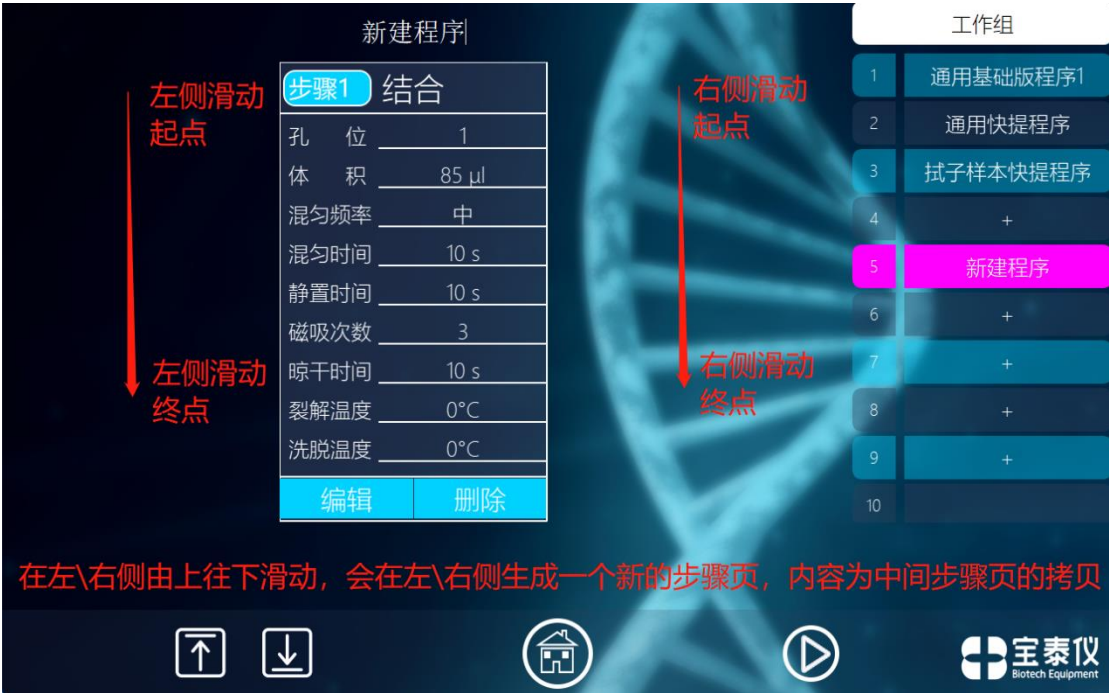 新建程序
工作组
步骤1 结合
孔 位 1
体 积 85 µl
混匀频率 中
混匀时间 10 s
静置时间 10 s
磁吸次数 3
晾干时间 10 s
裂解温度 0°C
洗脱温度 0°C
编辑 删除
左侧滑动
起点
左侧滑动
终点
右侧滑动
起点
右侧滑动
终点
1 通用基础版程序1
2 通用快提程序
3 拭子样本快提程序
4 +
5 新建程序
6 +
7 +
8 +
9 +
10
在左\右侧由上往下滑动，会在左\右侧生成一个新的步骤页，内容为中间步骤页的拷贝
宝泰仪
Biotech Equipment